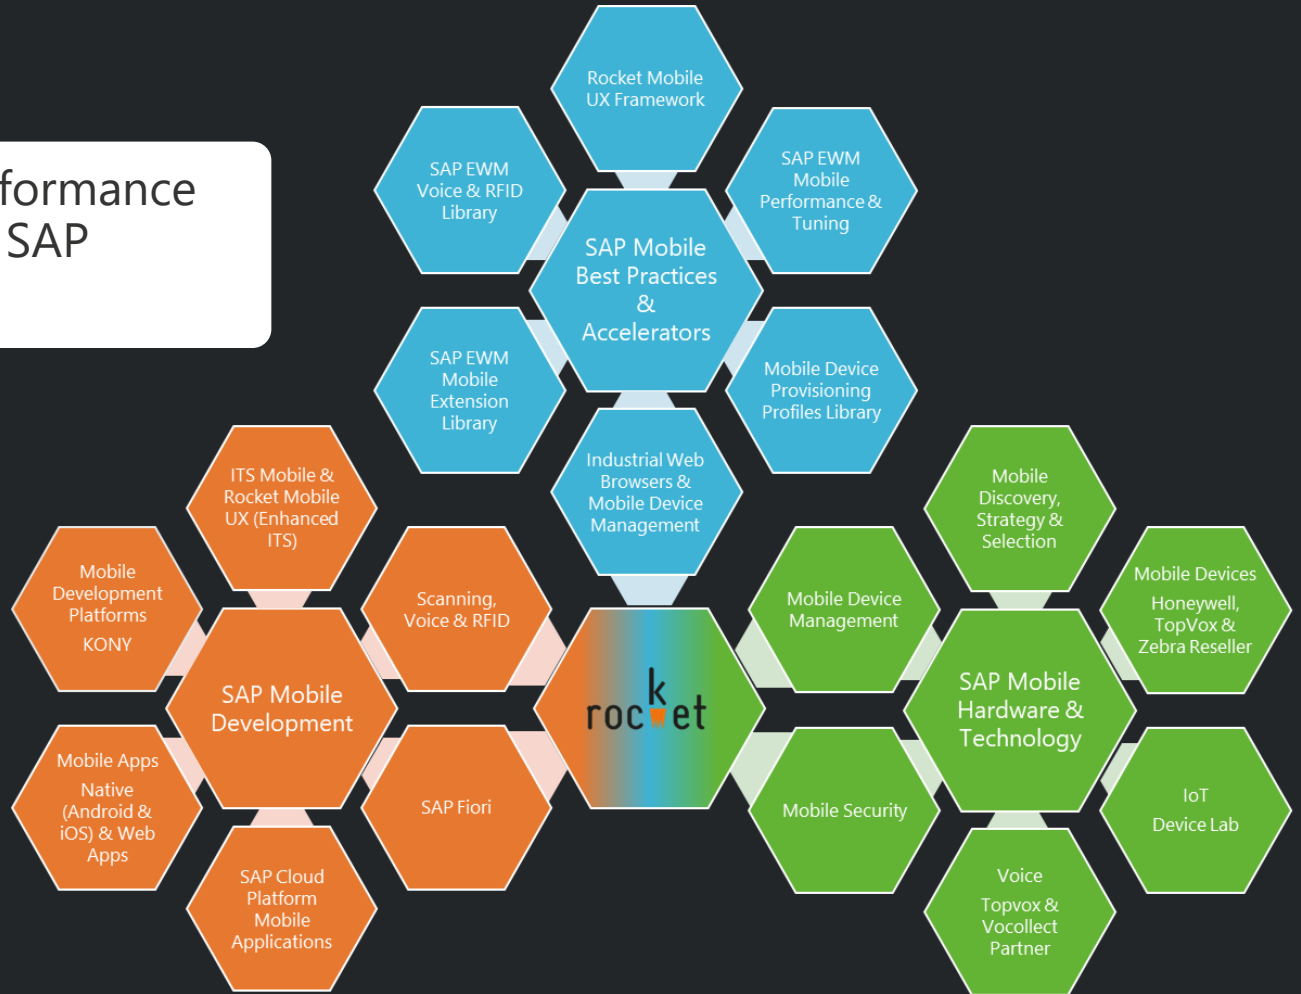 formance
SAP
Rocket Mobile
UX Framework
SAP EWM
Voice & RFID
Library
SAP EWM
Mobile
Performance &
Tuning
SAP Mobile
Best Practices
&
Accelerators
SAP EWM
Mobile
Extension
Library
Mobile Device
Provisioning
Profiles Library
Industrial Web
Browsers &
Mobile Device
Management
ITS Mobile &
Rocket Mobile
UX (Enhanced
ITS)
Mobile
Development
Platforms
KONY
Scanning,
Voice & RFID
SAP Mobile
Development
Mobile Apps
Native
(Android &
iOS) & Web
Apps
SAP Fiori
SAP Cloud
Platform
Mobile
Applications
rocket
Mobile
Discovery,
Strategy &
Selection
Mobile Device
Management
Mobile Devices
Honeywell,
TopVox &
Zebra Reseller
SAP Mobile
Hardware &
Technology
Mobile Security
IoT
Device Lab
Voice
Topvox &
Vocollect
Partner